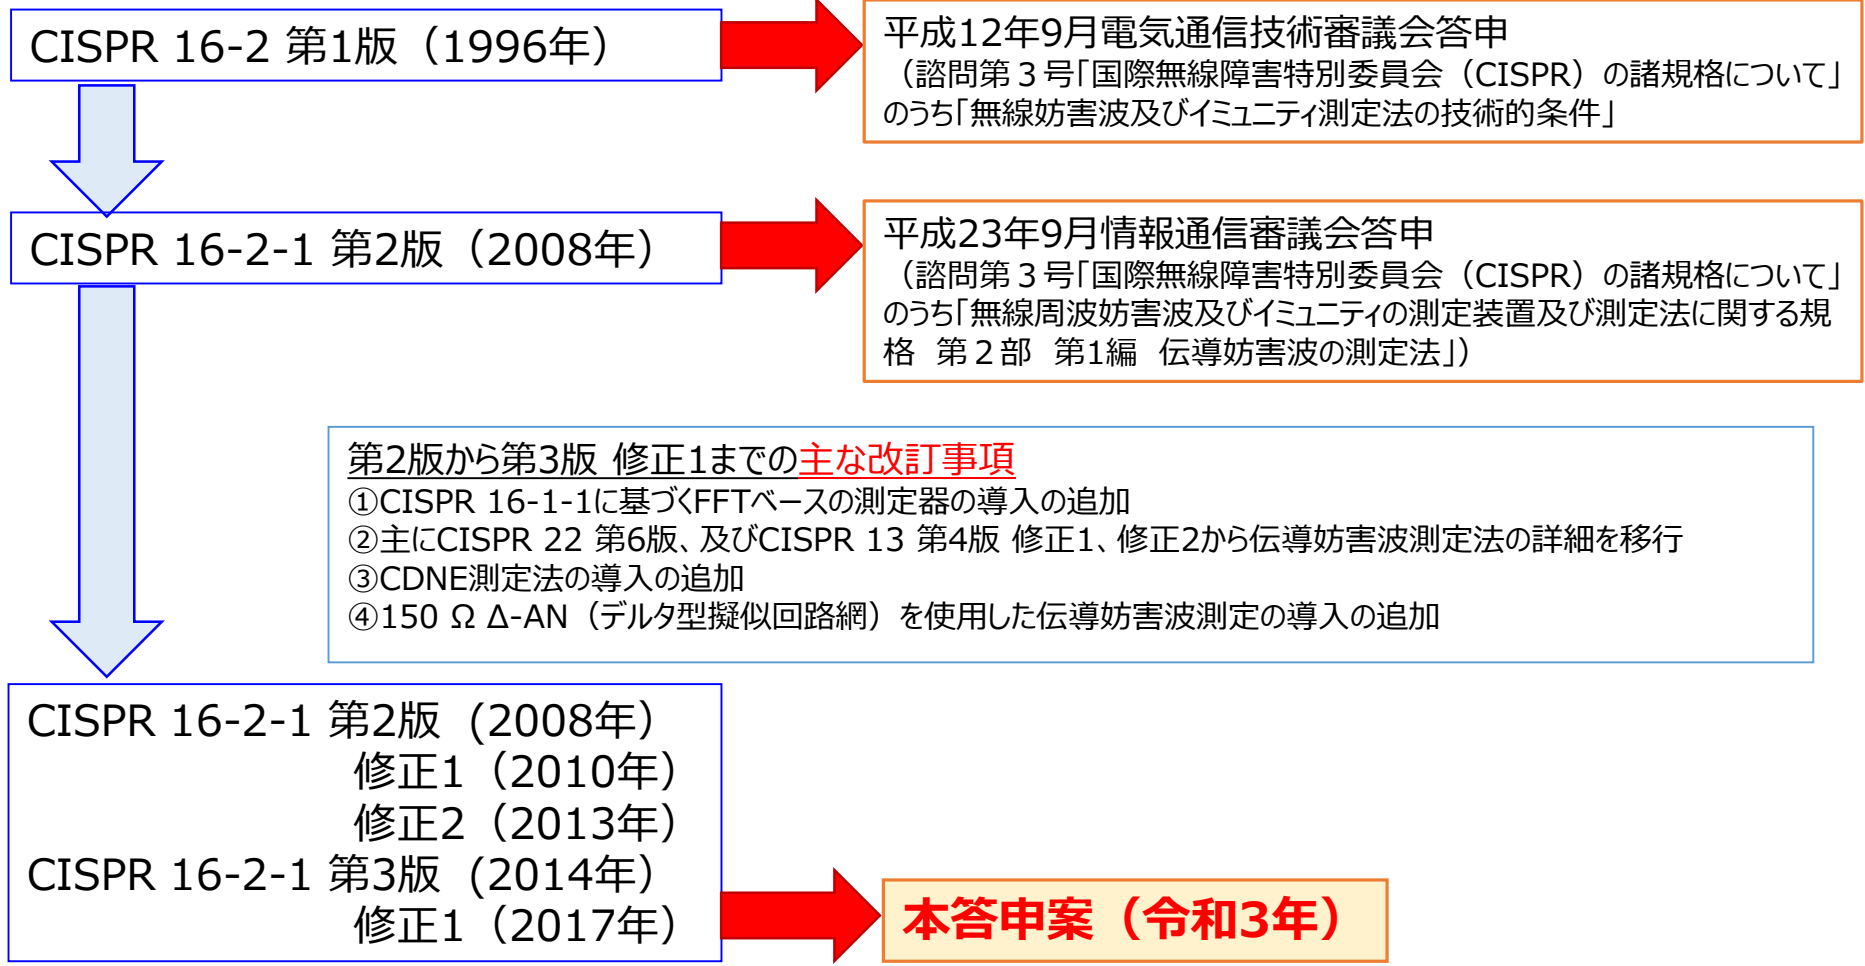 CISPR 16-2 第1版（1996年）
平成12年9月電気通信技術審議会答申
（諮問第３号「国際無線障害特別委員会（CISPR）の諸規格について」
のうち「無線妨害波及びイミュニティ測定法の技術的条件」
CISPR 16-2-1 第2版（2008年）
平成23年9月情報通信審議会答申
（諮問第３号「国際無線障害特別委員会（CISPR）の諸規格について」
のうち「無線周波妨害波及びイミュニティの測定装置及び測定法に関する規
格　第２部　第1編　伝導妨害波の測定法」）
第2版から第3版 修正1までの主な改訂事項
①CISPR 16-1-1に基づくFFTベースの測定器の導入の追加
②主にCISPR 22 第6版、及びCISPR 13 第4版 修正1、修正2から伝導妨害波測定法の詳細を移行
③CDNE測定法の導入の追加
④150 Ω Δ-AN（デルタ型擬似回路網）を使用した伝導妨害波測定の導入の追加
CISPR 16-2-1 第2版 (2008年）
修正1（2010年）
修正2（2013年）
CISPR 16-2-1 第3版 (2014年）
修正1（2017年）
本答申案（令和3年）